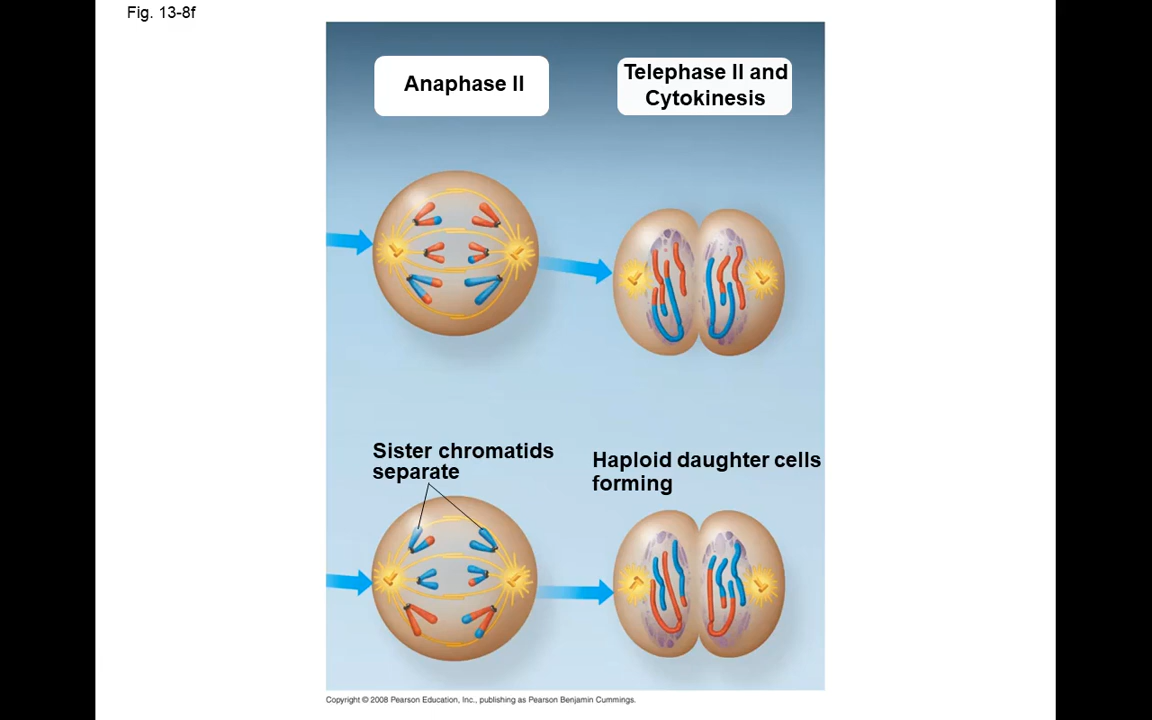 Fig. 13-8f
Anaphase II
Telephase II and
Cytokinesis
Sister chromatids
separate
Haploid daughter cells
forming
Copyright © 2008 Pearson Education, Inc., publishing as Pearson Benjamin Cummings.